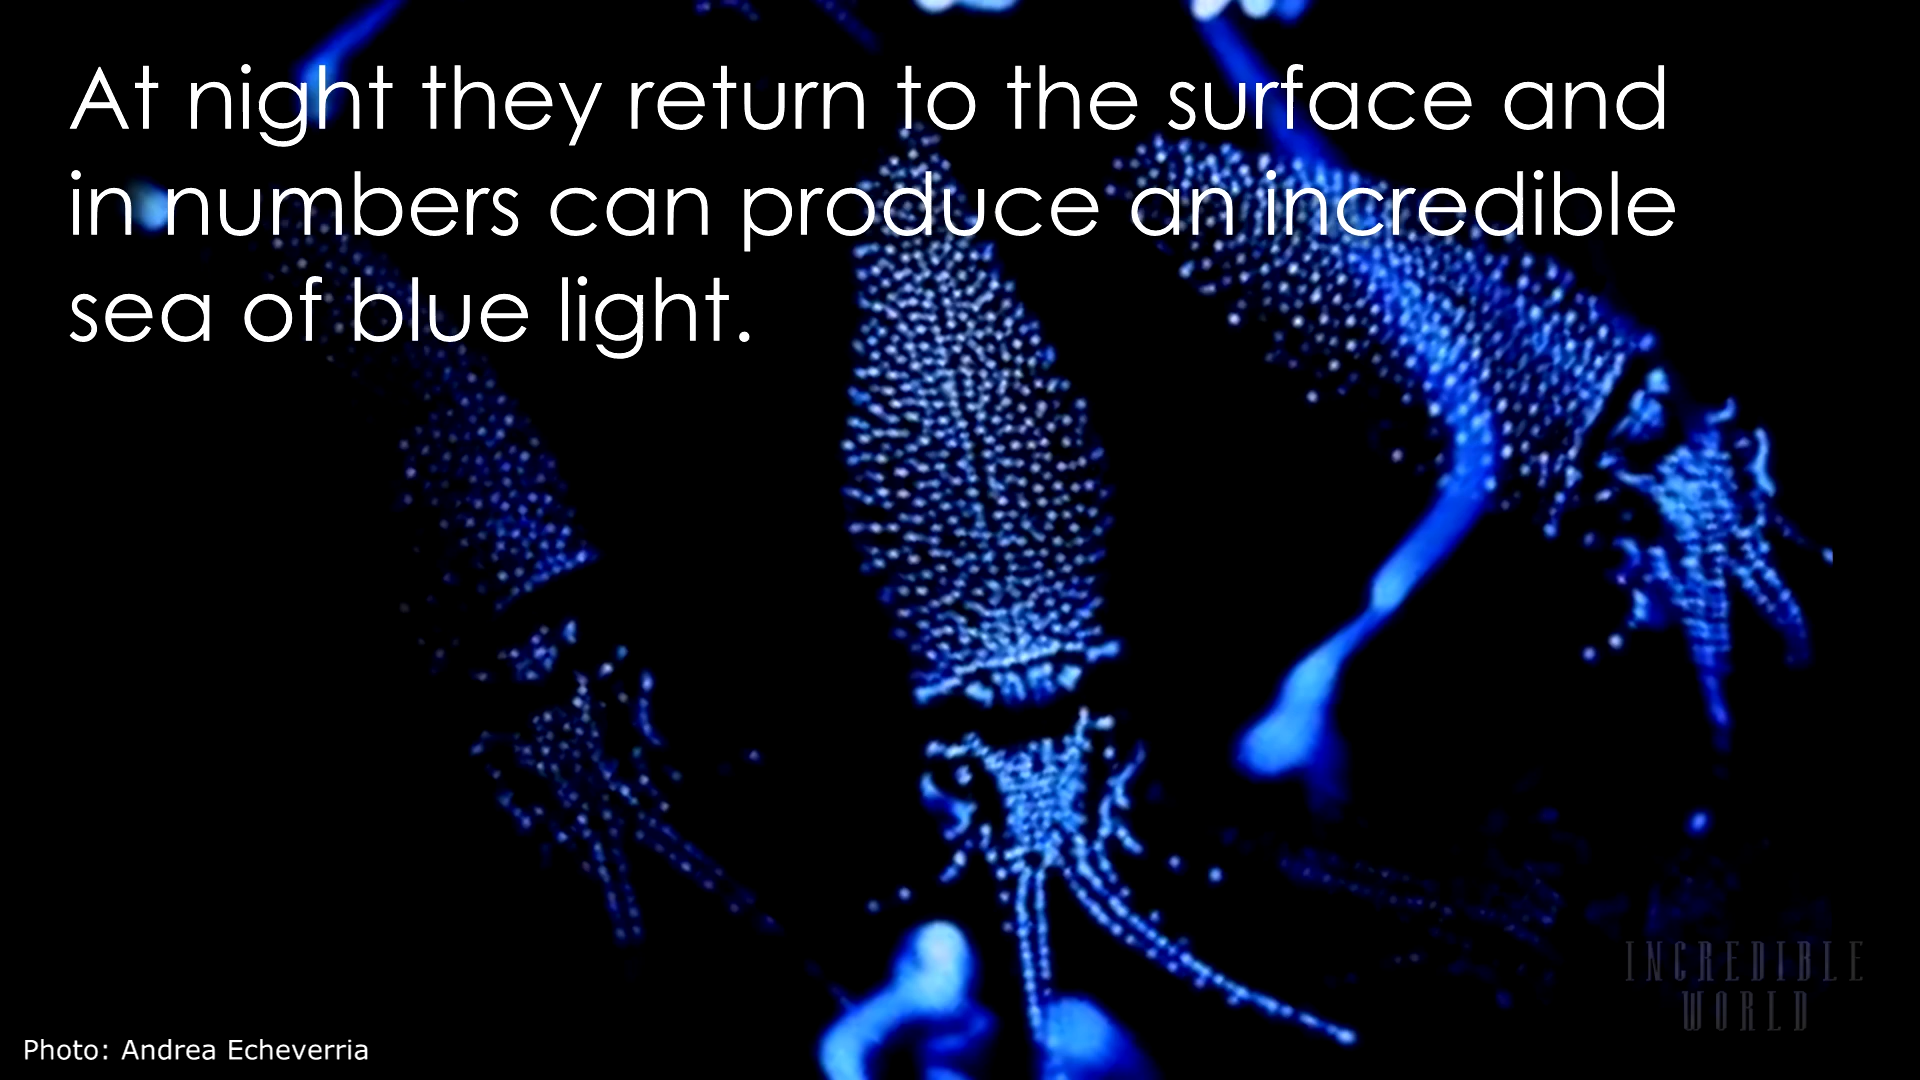 At night they return to the surface and
in numbers can produce an incredible
sea of blue light.
INCREDIBLE
WORLD
Photo: Andrea Echeverria